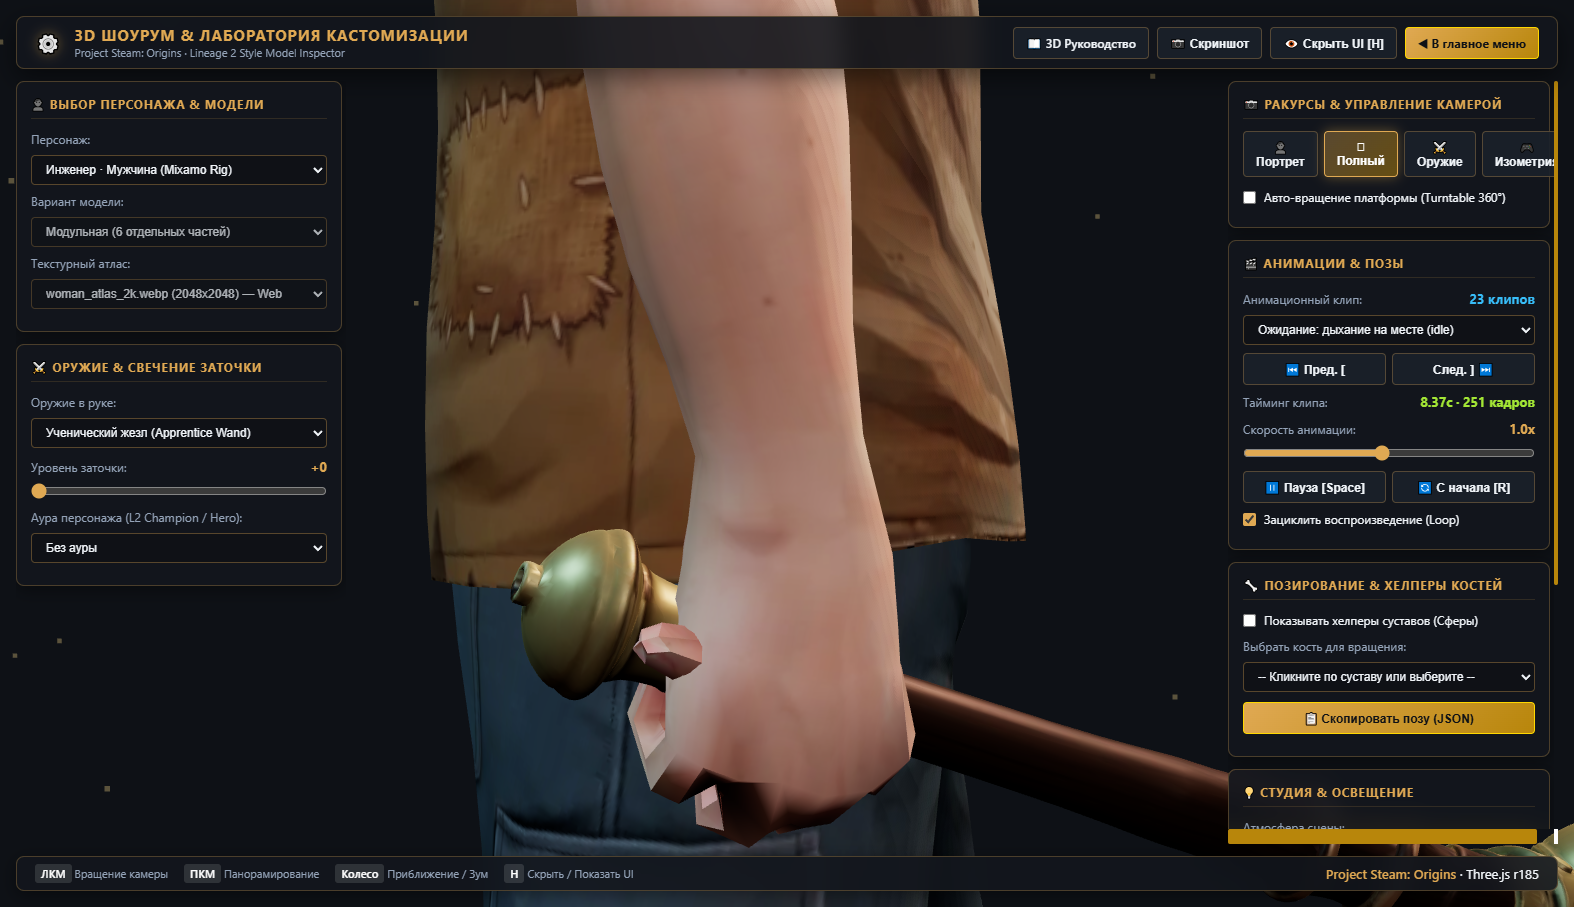 3D ШОУРУМ & ЛАБОРАТОРИЯ КАСТОМИЗАЦИИ
Project Steam: Origins · Lineage 2 Style Model Inspector
3D Руководство
Скриншот
Скрыть UI [H]
◀ В главное меню
ВЫБОР ПЕРСОНАЖА & МОДЕЛИ
Персонаж:
Инженер - Мужчина (Mixamo Rig)
Вариант модели:
Модульная (6 отдельных частей)
Текстурный атлас:
woman_atlas_2k.webp (2048x2048) — Web
ОРУЖИЕ & СВЕЧЕНИЕ ЗАТОЧКИ
Оружие в руке:
Ученический жезл (Apprentice Wand)
Уровень заточки: +0
Аура персонажа (L2 Champion / Hero):
Без ауры
РАКУРСЫ & УПРАВЛЕНИЕ КАМЕРОЙ
Портрет
Полный
Оружие
Изометрия
Авто-вращение платформы (Turntable 360°)
АНИМАЦИИ & ПОЗЫ
Анимационный клип: 23 клипов
Ожидание: дыхание на месте (idle)
Пред. [
След. ]
Тайминг клипа: 8.37с · 251 кадров
Скорость анимации: 1.0x
Пауза [Space]
С начала [R]
Зациклить воспроизведение (Loop)
ПОЗИРОВАНИЕ & ХЕЛПЕРЫ КОСТЕЙ
Показывать хелперы суставов (Сферы)
Выбрать кость для вращения:
-- Кликните по суставу или выберите --
Скопировать позу (JSON)
СТУДИЯ & ОСВЕЩЕНИЕ
Атмосфера сцены:
ЛКМ Вращение камеры
ПКМ Панорамирование
Колесо Приближение / Зум
H Скрыть / Показать UI
Project Steam: Origins · Three.js r185